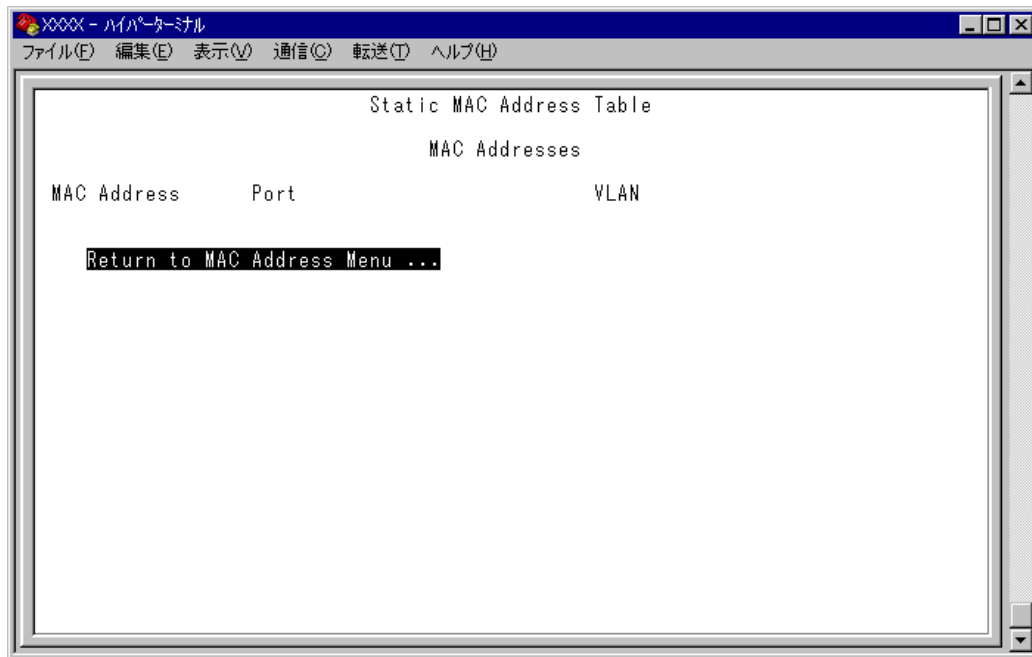 XXXX - ハイパーターミナル
ファイル(F) 編集(E) 表示(V) 通信(C) 転送(T) ヘルプ(H)
Static MAC Address Table
MAC Addresses
MAC Address Port VLAN
Return to MAC Address Menu ...